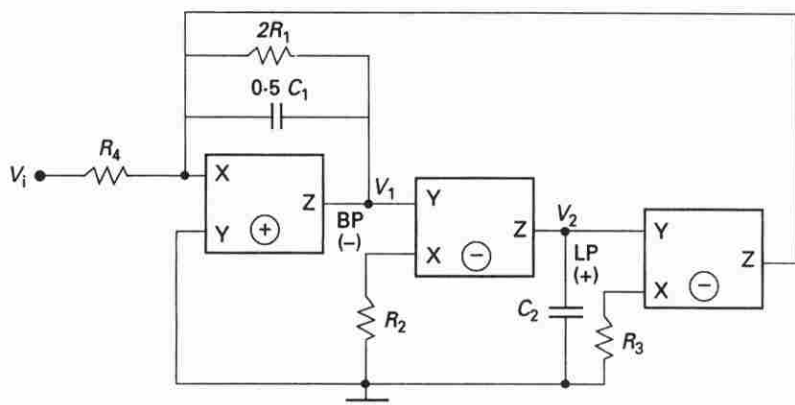 2R₁
0·5 C₁
R₄
Vᵢ
X
Y
Z
+
V₁
BP
(−)
Y
X
Z
−
R₂
V₂
LP
(+)
C₂
Y
X
Z
−
R₃